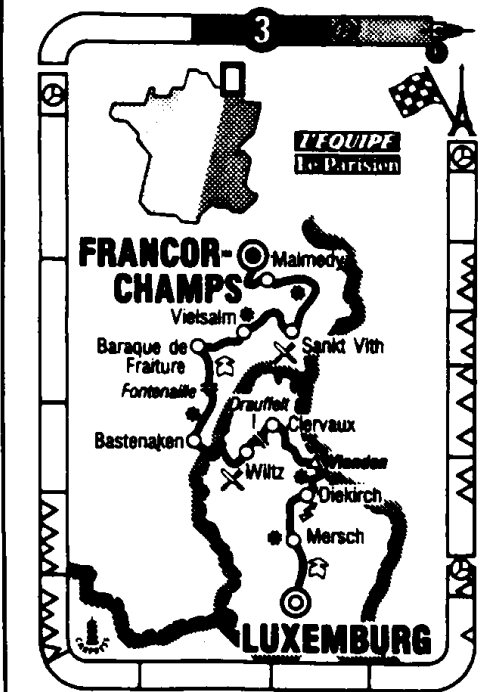 3
L'EQUIPE
Le Parisien
FRANCOR-
CHAMPS
Malmedy
Vielsalm
Sankt Vith
Baraque de
Fraiture
Fontenaille
Drauffelt
Clervaux
Bastenaken
Wiltz
Vianden
Diekirch
Mersch
LUXEMBURG